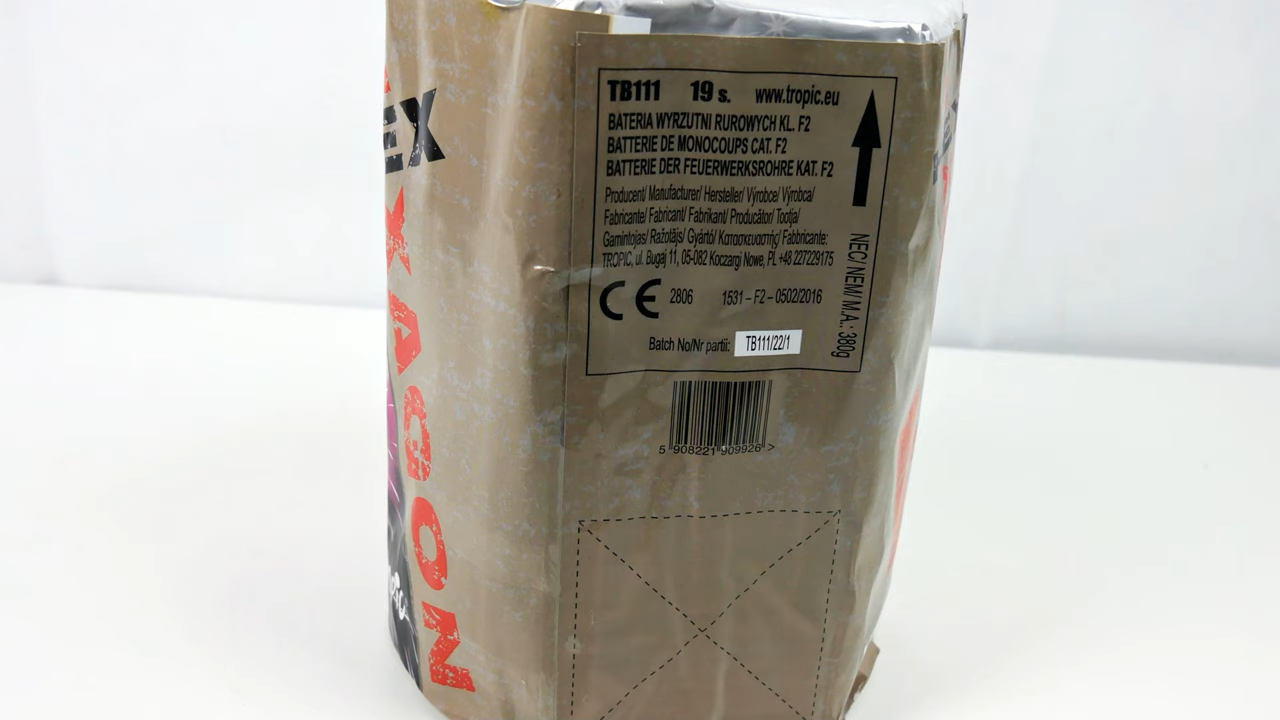 EX
TB111 19 s. www.tropic.eu
BATERIA WYRZUTNI RUROWYCH KL. F2
BATTERIE DE MONOCOUPS CAT. F2
BATTERIE DER FEUERWERKSROHRE KAT. F2
Producent/ Manufacturer/ Hersteller/ Výrobce/ Výrobca/
Fabricante/ Fabricant/ Fabrikant/ Producător/ Tootja/
Gamintojas/ Ražotājs/ Gyártó/ Κατασκευαστής/ Fabbricante:
TROPIC, ul. Bugaj 11, 05-082 Koczargi Nowe, PL +48 227229175
CE 2806 1531 – F2 – 0502/2016
Batch No/Nr partii: TB111/22/1
NEC/ NEM/ M.A.: 380g
5 908221 909926 >